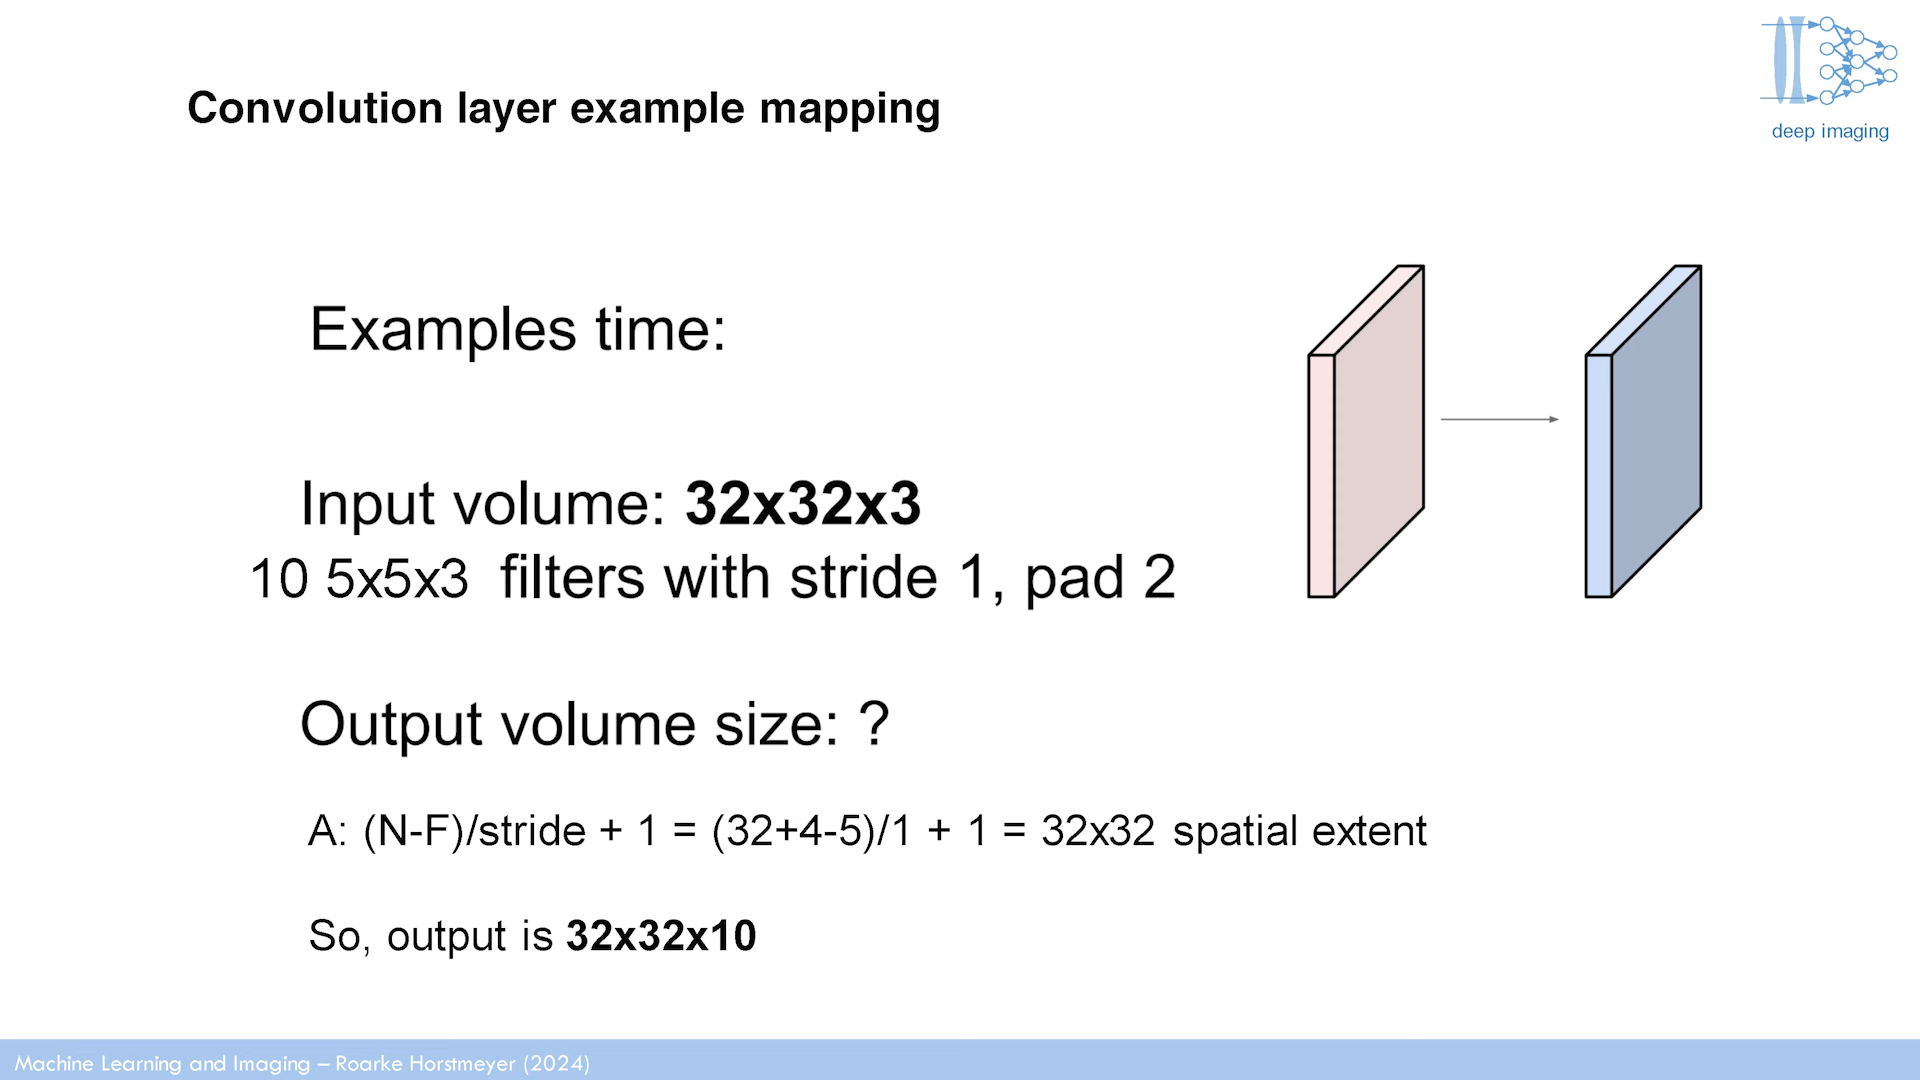 deep imaging
Convolution layer example mapping
Examples time:
Input volume: 32x32x3
10 5x5x3 filters with stride 1, pad 2
Output volume size: ?
A: (N-F)/stride + 1 = (32+4-5)/1 + 1 = 32x32 spatial extent
So, output is 32x32x10
Machine Learning and Imaging – Roarke Horstmeyer (2024)